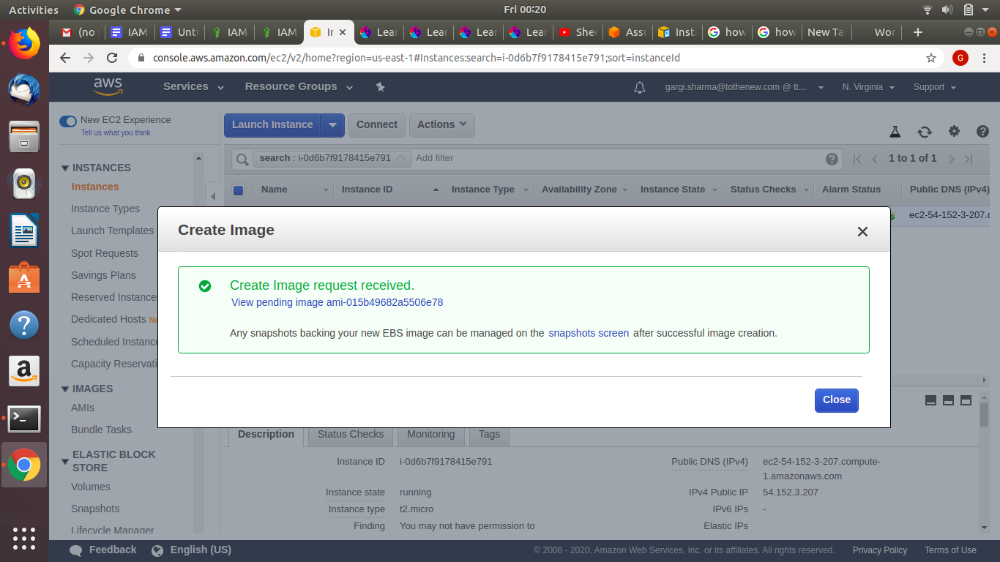 Activities
Google Chrome
Fri 00:20
(no
IAM
Unti
IAM
IAM
In
Lear
Lear
Lear
Lear
Shee
Assu
Inst
how
how
New Ta
Wor
console.aws.amazon.com/ec2/v2/home?region=us-east-1#Instances:search=i-0d6b7f9178415e791;sort=instanceId
G
aws
Services
Resource Groups
gargi.sharma@tothenew.com @ tt...
N. Virginia
Support
New EC2 Experience
Tell us what you think
Launch Instance
Connect
Actions
search : i-0d6b7f9178415e791
Add filter
1 to 1 of 1
Name
Instance ID
Instance Type
Availability Zone
Instance State
Status Checks
Alarm Status
Public DNS (IPv4)
ec2-54-152-3-207.c
INSTANCES
Instances
Instance Types
Launch Templates
Spot Requests
Savings Plans
Reserved Instances
Dedicated Hosts Ne
Scheduled Instance
Capacity Reservati
IMAGES
AMIs
Bundle Tasks
ELASTIC BLOCK
STORE
Volumes
Snapshots
Lifecycle Manager
Create Image
Create Image request received.
View pending image ami-015b49682a5506e78
Any snapshots backing your new EBS image can be managed on the snapshots screen after successful image creation.
Close
Description
Status Checks
Monitoring
Tags
Instance ID
i-0d6b7f9178415e791
Public DNS (IPv4)
ec2-54-152-3-207.compute-
1.amazonaws.com
Instance state
running
IPv4 Public IP
54.152.3.207
Instance type
t2.micro
IPv6 IPs
-
Finding
You may not have permission to
Elastic IPs
Feedback
English (US)
© 2008 - 2020, Amazon Web Services, Inc. or its affiliates. All rights reserved.
Privacy Policy
Terms of Use